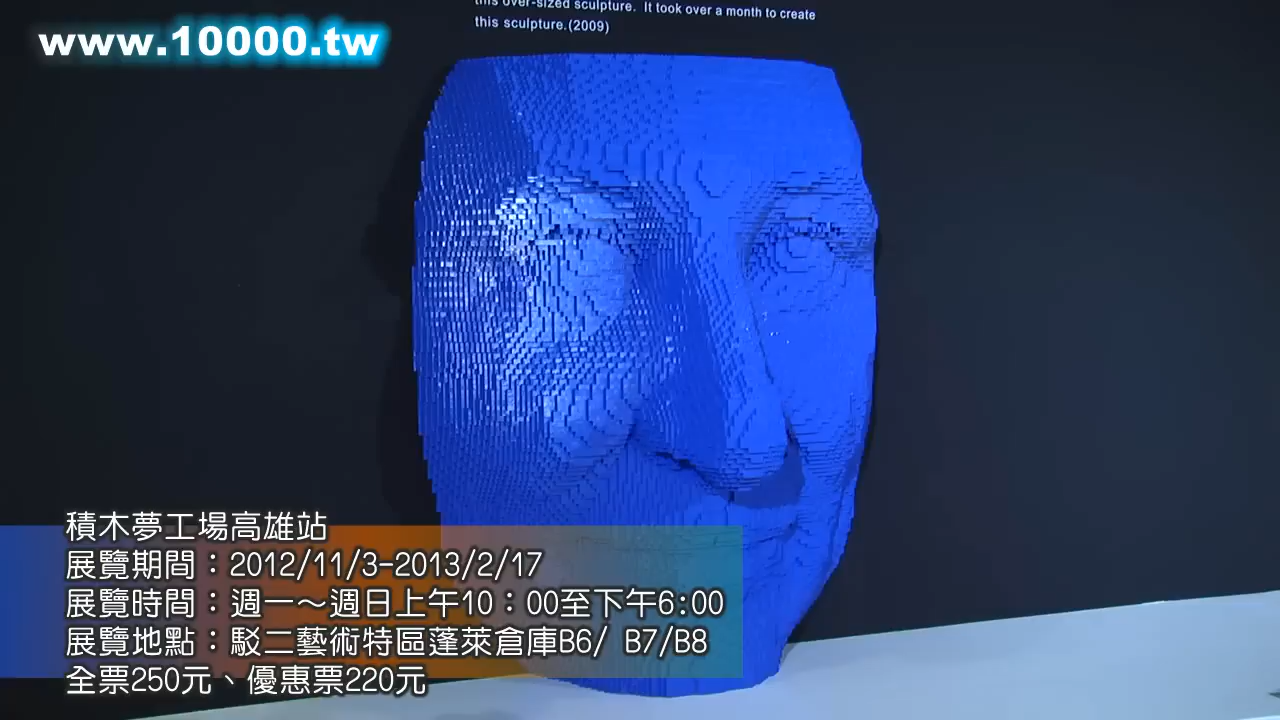 this over-sized sculpture. It took over a month to create
this sculpture.(2009)
www.10000.tw
積木夢工場高雄站
展覽期間：2012/11/3-2013/2/17
展覽時間：週一～週日上午10：00至下午6:00
展覽地點：駁二藝術特區蓬萊倉庫B6/ B7/B8
全票250元、優惠票220元